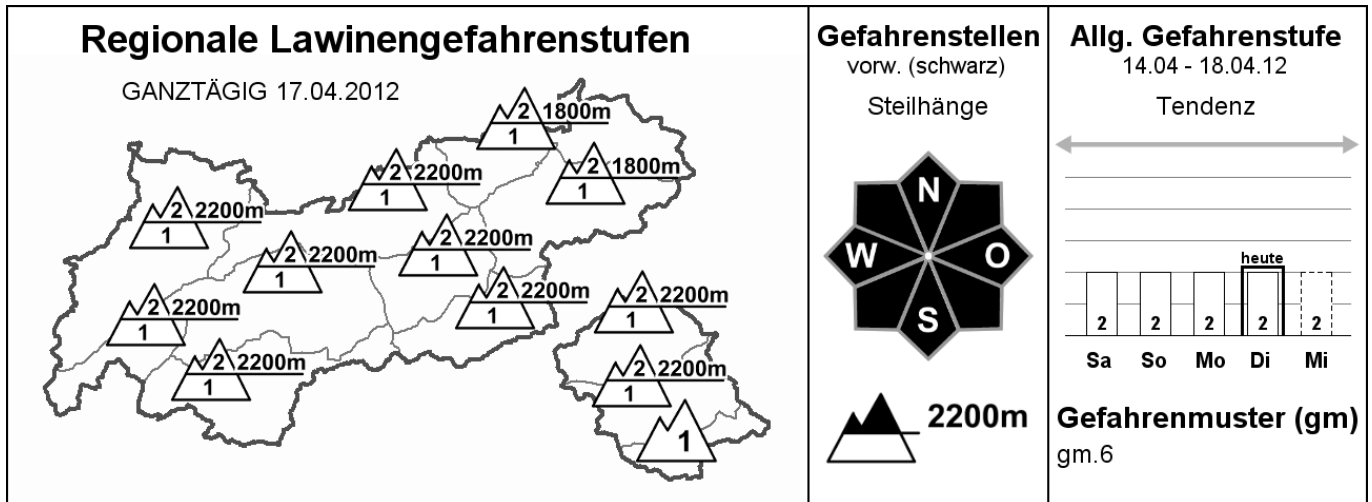 Regionale Lawinengefahrenstufen
GANZTÄGIG 17.04.2012
2 1800m
1
2 1800m
1
2 2200m
1
2 2200m
1
2 2200m
1
2 2200m
1
2 2200m
1
2 2200m
1
2 2200m
1
2 2200m
1
2 2200m
1
1
Gefahrenstellen
vorw. (schwarz)
Steilhänge
N
W
O
S
2200m
Allg. Gefahrenstufe
14.04 - 18.04.12
Tendenz
heute
2 2 2 2 2
Sa So Mo Di Mi
Gefahrenmuster (gm)
gm.6